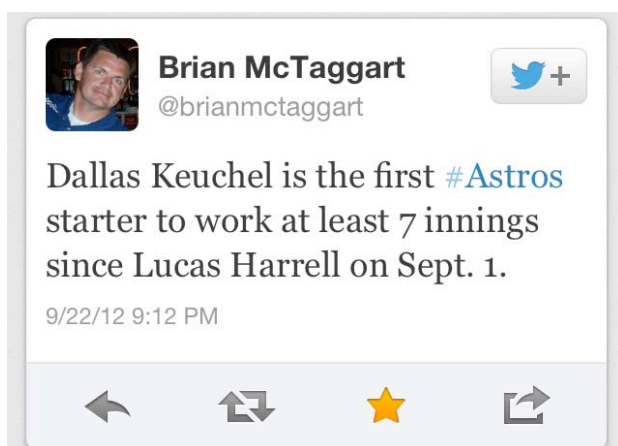 Brian McTaggart
@brianmctaggart
+
Dallas Keuchel is the first #Astros
starter to work at least 7 innings
since Lucas Harrell on Sept. 1.
9/22/12 9:12 PM